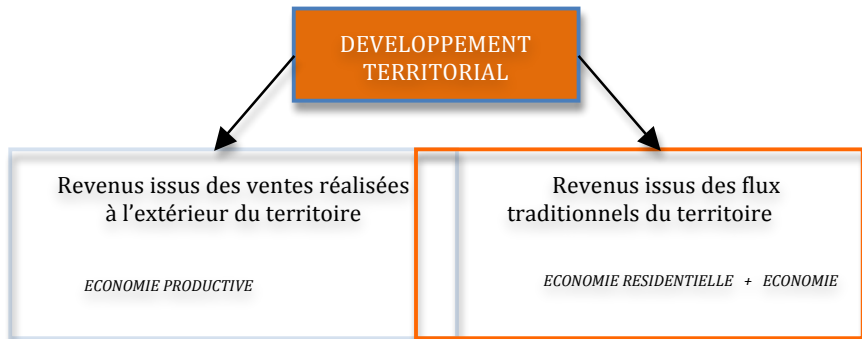 DEVELOPPEMENT
TERRITORIAL
Revenus issus des ventes réalisées
à l’extérieur du territoire
ECONOMIE PRODUCTIVE
Revenus issus des flux
traditionnels du territoire
ECONOMIE RESIDENTIELLE + ECONOMIE